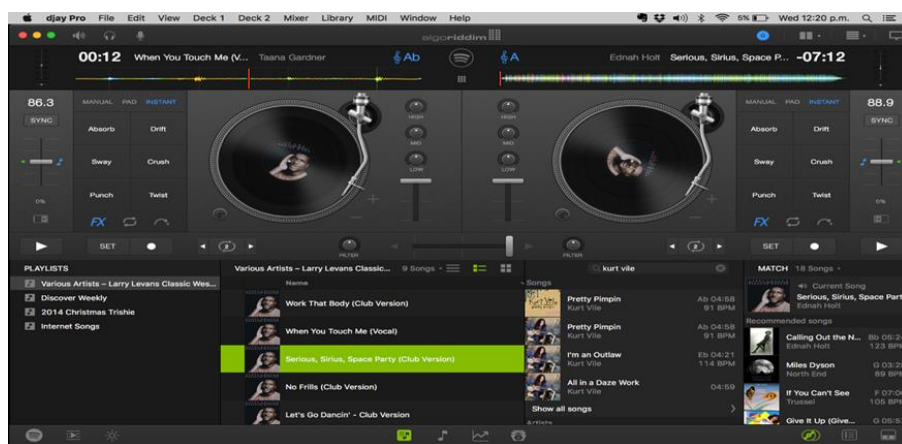 djay Pro File Edit View Deck 1 Deck 2 Mixer Library MIDI Window Help 5% Wed 12:20 p.m.
algoriddim
00:12 When You Touch Me (V... Taana Gardner Ab A Ednah Holt Serious, Sirius, Space P... -07:12
86.3 MANUAL PAD INSTANT HIGH HIGH MANUAL PAD INSTANT 88.9
SYNC Absorb Drift MID MID Absorb Drift SYNC
Sway Crush LOW LOW Sway Crush
0% Punch Twist Punch Twist 0%
FX FX
SET 2 FILTER FILTER 2 SET
PLAYLISTS
Various Artists – Larry Levans Classic Wes...
Discover Weekly
2014 Christmas Trishie
Internet Songs
Various Artists – Larry Levans Classic... 9 Songs
Name
Work That Body (Club Version)
When You Touch Me (Vocal)
Serious, Sirius, Space Party (Club Version)
No Frills (Club Version)
Let's Go Dancin' - Club Version
kurt vile
Songs
Pretty Pimpin Ab 04:58
Kurt Vile 91 BPM
Pretty Pimpin Ab 04:58
Kurt Vile 91 BPM
I'm an Outlaw Eb 04:21
Kurt Vile 114 BPM
All in a Daze Work 04:59
Kurt Vile
Show all songs
Artists
MATCH 18 Songs
Current Song
Serious, Sirius, Space Part
Ednah Holt
Recommended songs
Calling Out the N... Bb 05:2
Ednah Holt 123 BPM
Miles Dyson G 03:2
North End 89 BPM
If You Can't See F 07:0
Trussel 105 BPM
Give It Up (Give... G 05:5